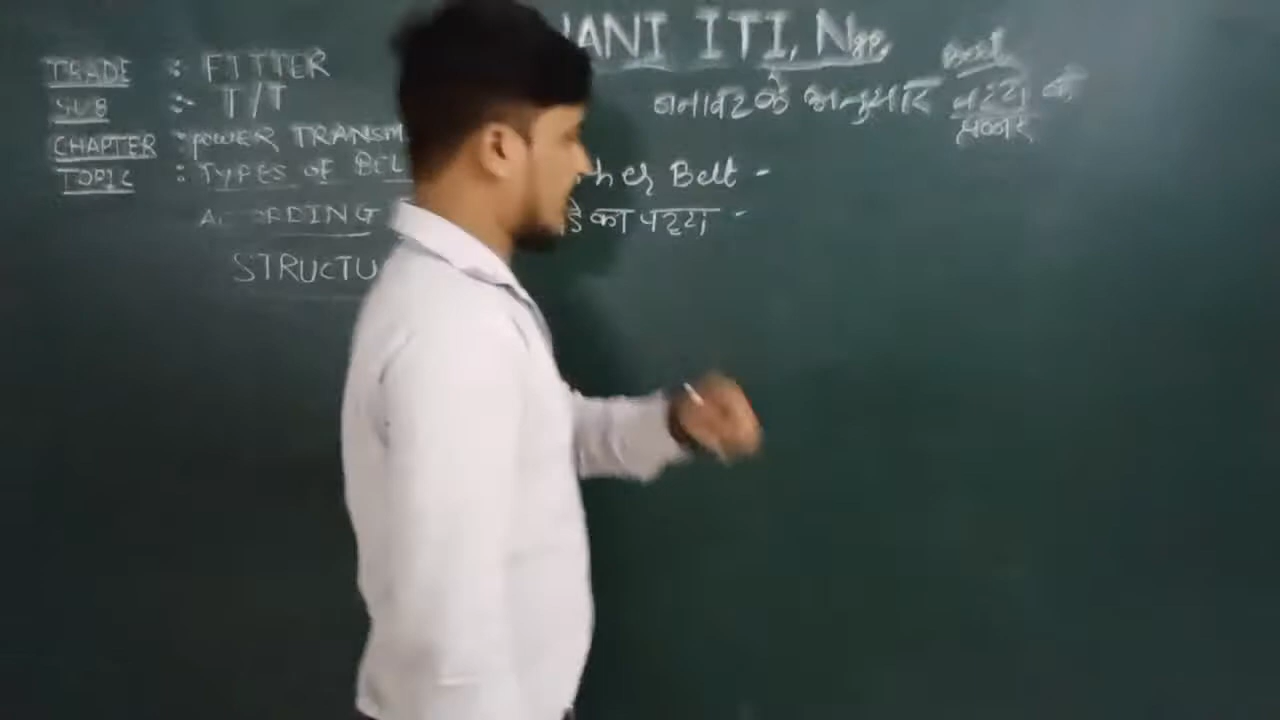 ANI ITI, Ngp,
TRADE : FITTER
SUB :- T/T
CHAPTER : POWER TRANSM
TOPIC : TYPES OF BEL
ACCORDING
STRUCTU
Belt
बनावट के अनुसार पट्टा के
प्रकार
her Belt -
डे का पट्टा -